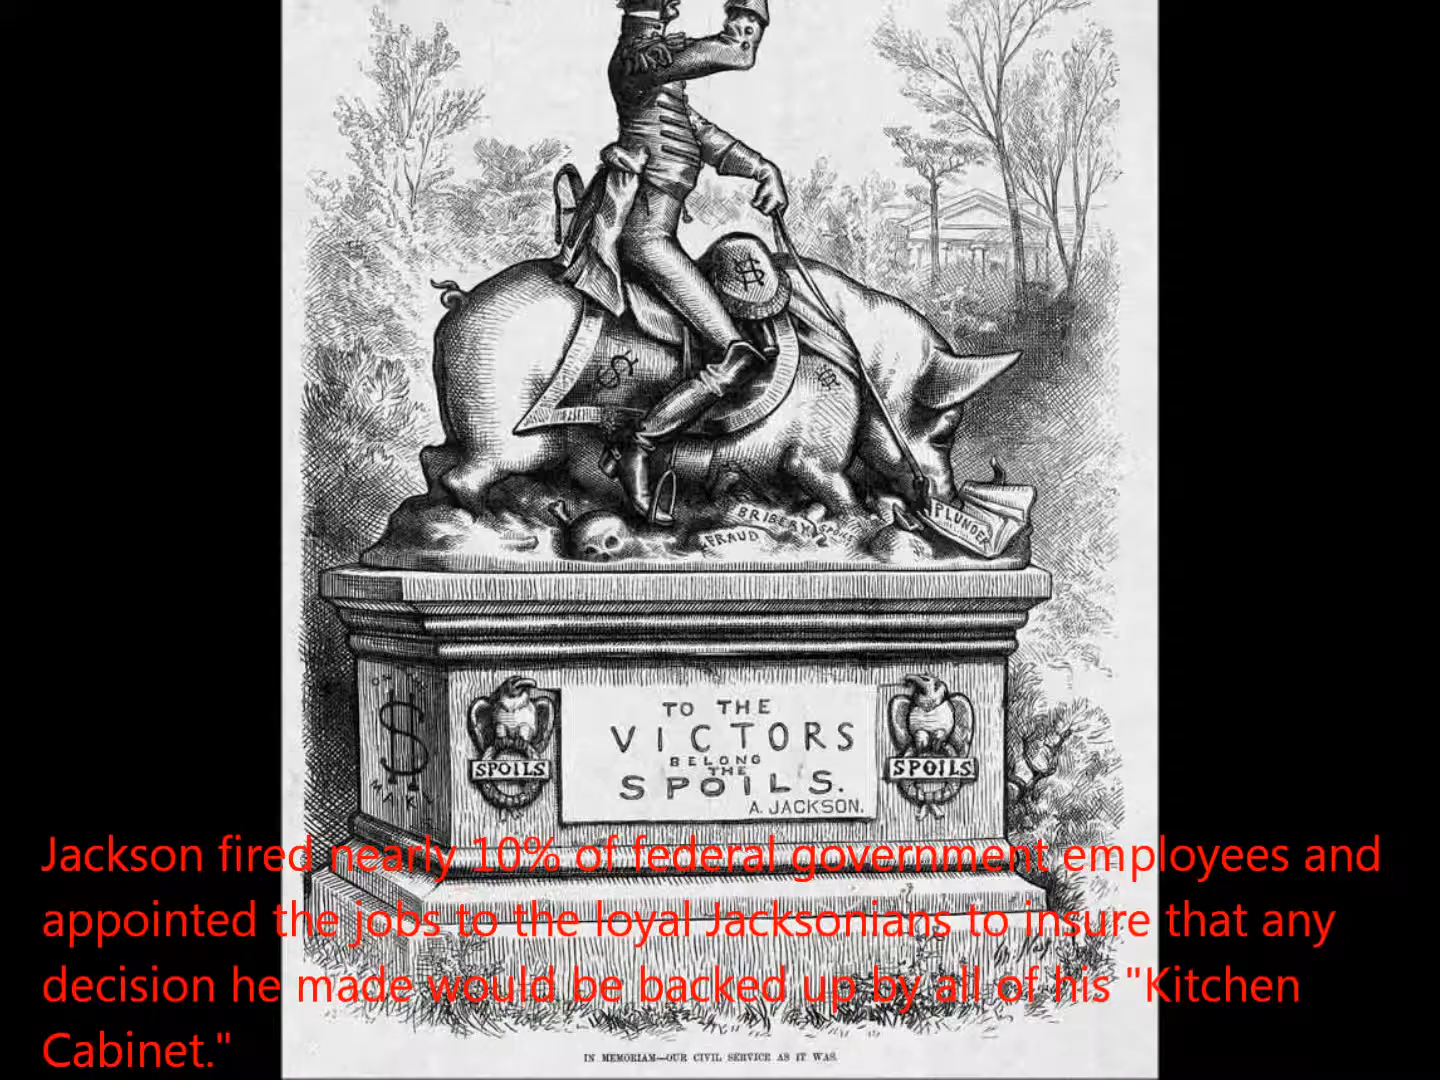 BRIBERY
SPOILS
FRAUD
PLUNDER
TO THE
VICTORS
BELONG
THE
SPOILS.
A. JACKSON.
SPOILS
SPOILS
Jackson fired nearly 10% of federal government employees and
appointed the jobs to the loyal Jacksonians to insure that any
decision he made would be backed up by all of his "Kitchen
Cabinet."
IN MEMORIAM—OUR CIVIL SERVICE AS IT WAS.